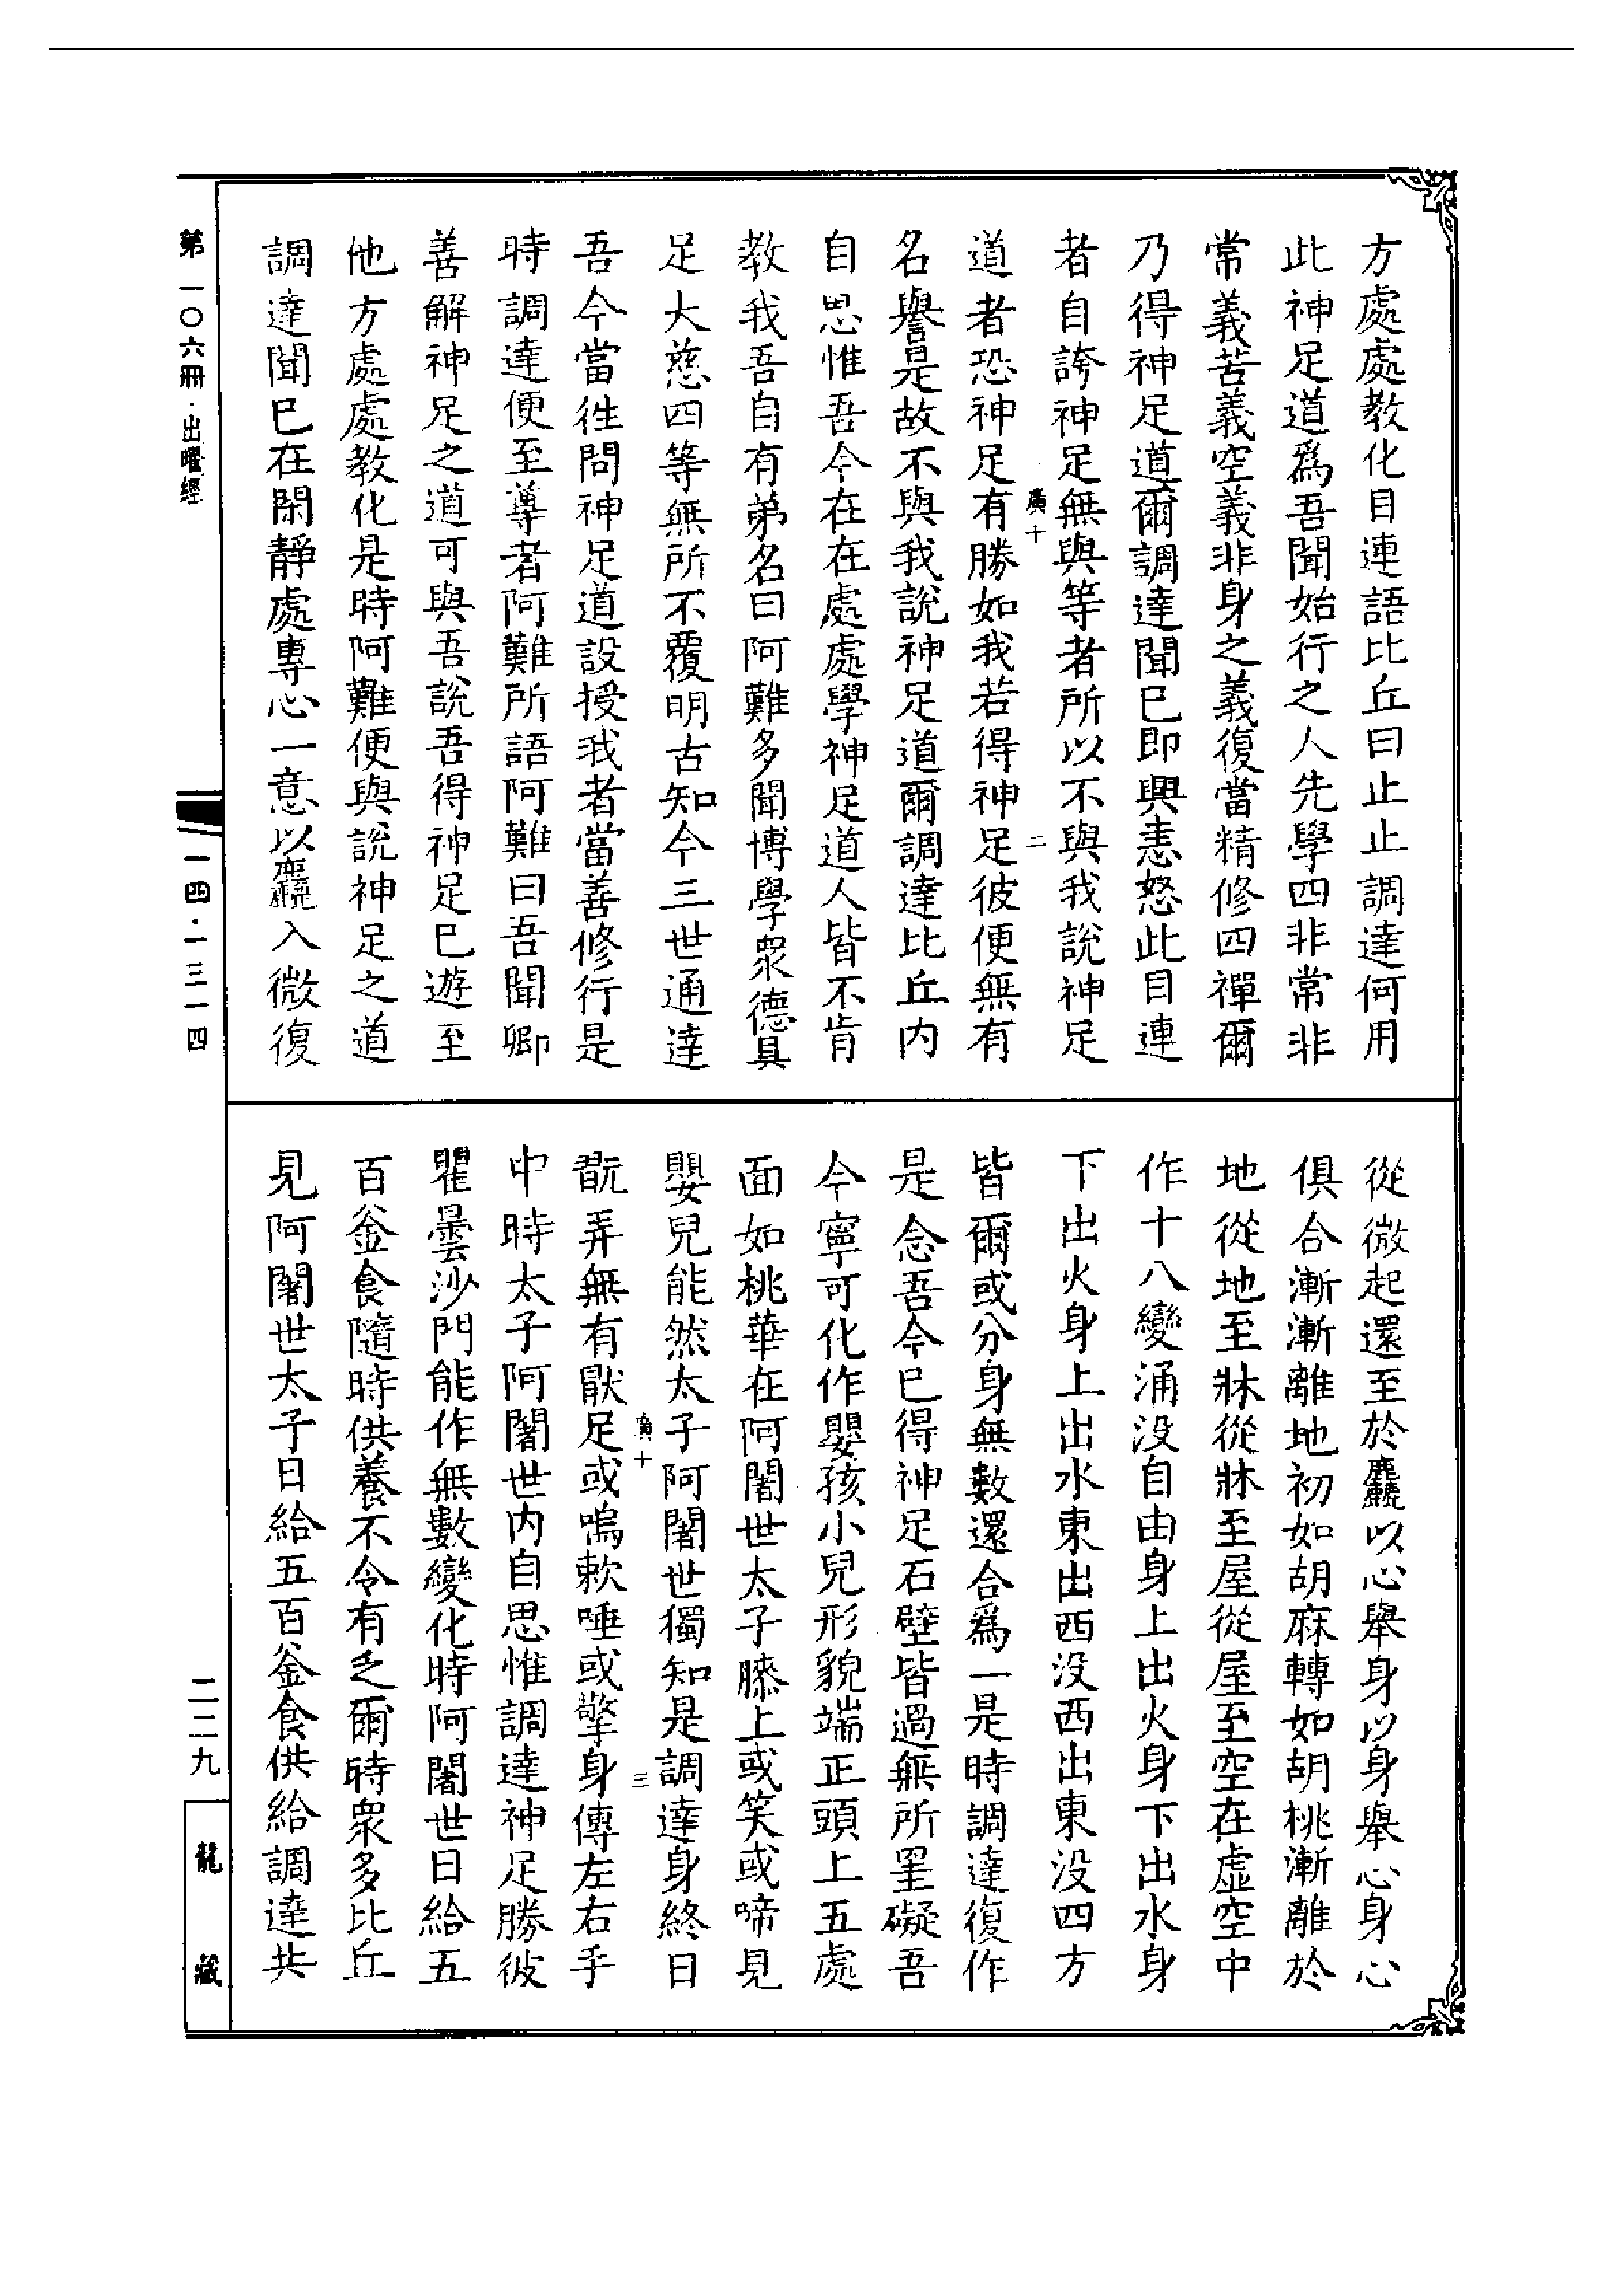 方處處教化目連語比丘曰止止調達何用
此神足道爲吾聞始行之人先學四非常非
常義苦義空義非身之義復當精修四禪爾
乃得神足道爾調達聞已即興恚怒此目連
者自誇神足無與等者所以不與我說神足
廣十
二
道者恐神足有勝如我若得神足彼便無有
名譽是故不與我說神足道爾調達比丘内
自思惟吾今在在處處學神足道人皆不肯
教我吾自有弟名曰阿難多聞博學衆德具
足大慈四等無所不覆明古知今三世通達
吾今當往問神足道設授我者當善修行是
時調達便至尊者阿難所語阿難曰吾聞卿
善解神足之道可與吾說吾得神足已遊至
他方處處教化是時阿難便與說神足之道
調達聞已在閑靜處專心一意以麤入微復
從微起還至於麤以心舉身以身舉心身心
俱合漸漸離地初如胡麻轉如胡桃漸離於
地從地至牀從牀至屋從屋至空在虛空中
作十八變涌没自由身上出火身下出水身
下出火身上出水東出西没西出東没四方
皆爾或分身無數還合爲一是時調達復作
是念吾今已得神足石壁皆過無所罣礙吾
今寧可化作嬰孩小兒形貌端正頭上五處
面如桃華在阿闍世太子膝上或笑或啼見
嬰兒能然太子阿闍世獨知是調達身終日
廣十
三
翫弄無有厭足或嗚軟唾或擎身傳左右手
中時太子阿闍世内自思惟調達神足勝彼
瞿曇沙門能作無數變化時阿闍世日給五
百釜食隨時供養不令有乏爾時衆多比丘
見阿闍世太子日給五百釜食供給調達共
第一〇六冊·出曜經
一四·一三一四
二二九
龍藏